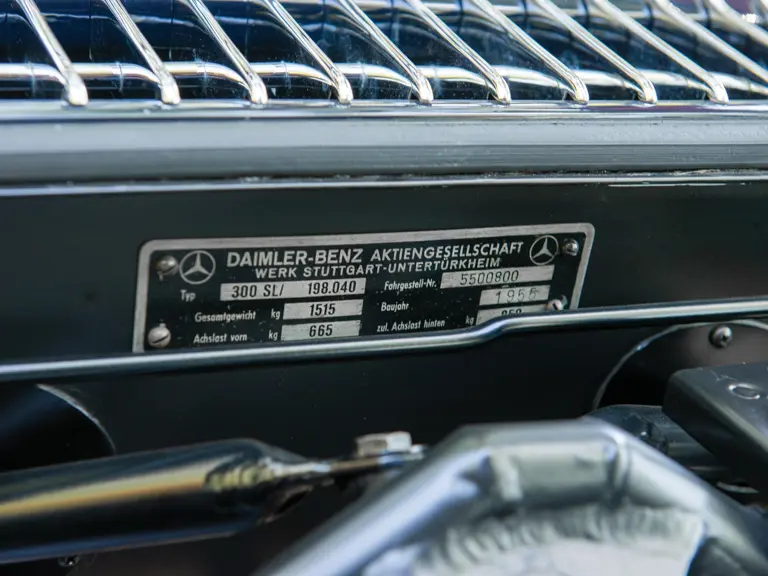 DAIMLER-BENZ AKTIENGESELLSCHAFT
WERK STUTTGART-UNTERTÜRKHEIM
Typ 300 SL/ 198.040 Fahrgestell-Nr. 5500800
Gesamtgewicht kg 1515 Baujahr 1955
Achslast vorn kg 665 zul. Achslast hinten kg